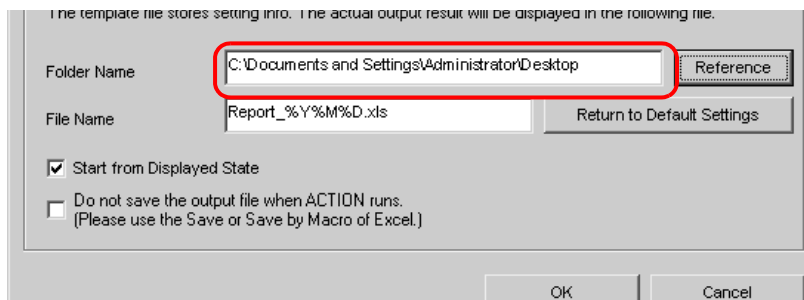 The template file stores setting info. The actual output result will be displayed in the following file.
Folder Name
C:\Documents and Settings\Administrator\Desktop
Reference
File Name
Report_%Y%M%D.xls
Return to Default Settings
Start from Displayed State
Do not save the output file when ACTION runs.
(Please use the Save or Save by Macro of Excel.)
OK
Cancel